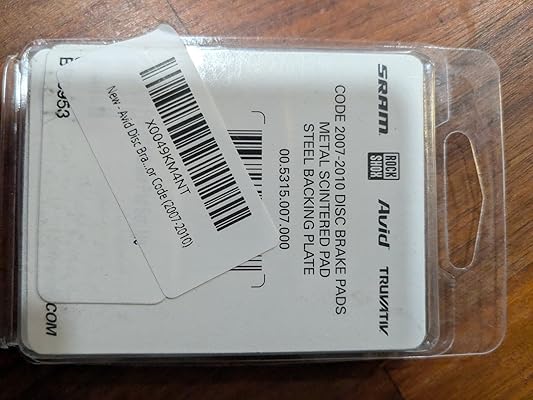 SRAM
ROCK
SHOX
Avid
TRUVATIV
CODE 2007-2010 DISC BRAKE PADS
METAL SCINTERED PAD
STEEL BACKING PLATE
00.5315.007.000
X0049KM4NT
New - Avid Disc Bra...or Code (2007-2010)
953
.COM